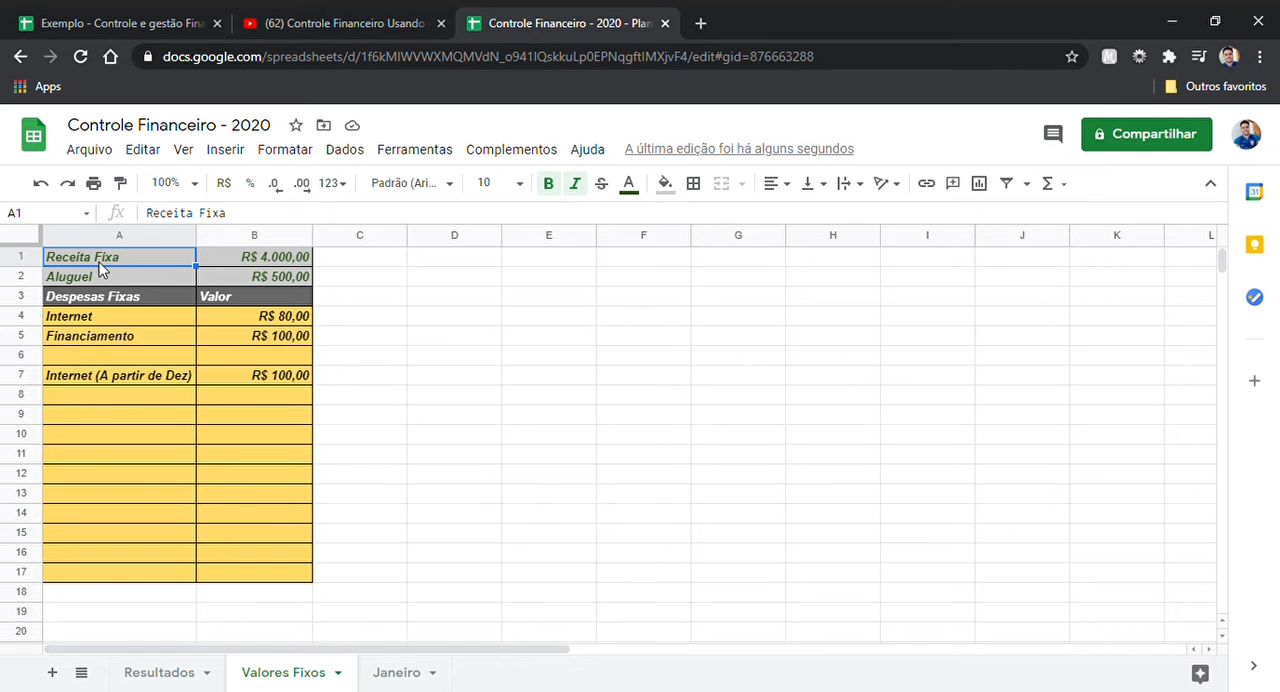 Exemplo - Controle e gestão Fina
(62) Controle Financeiro Usando
Controle Financeiro - 2020 - Plan
docs.google.com/spreadsheets/d/1f6kMlWVWXMQMVdN_o941lQskkuLp0EPNqgftIMXjvF4/edit#gid=876663288
Apps
Outros favoritos
Controle Financeiro - 2020
Compartilhar
Arquivo Editar Ver Inserir Formatar Dados Ferramentas Complementos Ajuda A última edição foi há alguns segundos
100% R$ % .0 .00 123 Padrão (Ari... 10 B I S A
A1 fx Receita Fixa
A B C D E F G H I J K L
1 Receita Fixa R$ 4.000,00
2 Aluguel R$ 500,00
3 Despesas Fixas Valor
4 Internet R$ 80,00
5 Financiamento R$ 100,00
6
7 Internet (A partir de Dez) R$ 100,00
8
9
10
11
12
13
14
15
16
17
18
19
20
Resultados Valores Fixos Janeiro
31